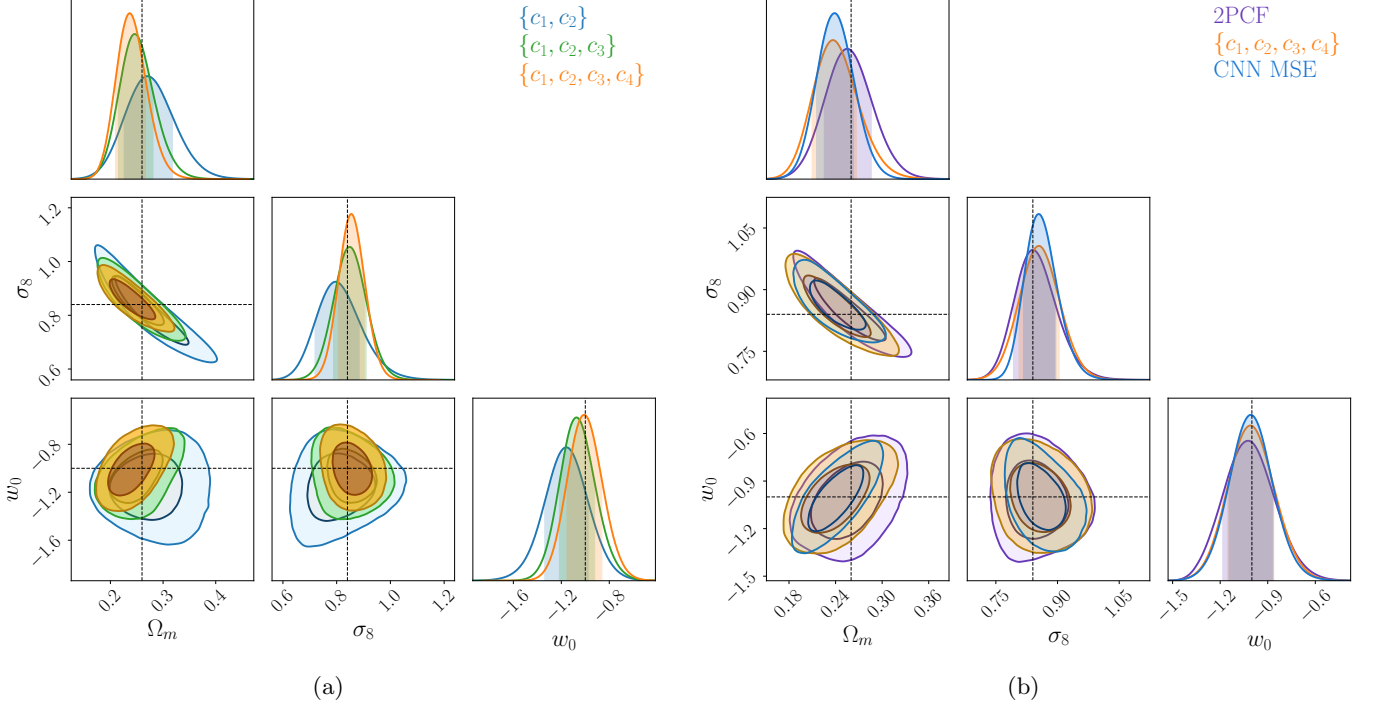 {c₁, c₂}
{c₁, c₂, c₃}
{c₁, c₂, c₃, c₄}
1.2
1.0
0.8
0.6
σ₈
−0.8
−1.2
−1.6
w₀
0.2
0.3
0.4
Ωₘ
0.6
0.8
1.0
1.2
σ₈
−1.6
−1.2
−0.8
w₀
(a)
2PCF
{c₁, c₂, c₃, c₄}
CNN MSE
1.05
0.90
0.75
σ₈
−0.6
−0.9
−1.2
−1.5
w₀
0.18
0.24
0.30
0.36
Ωₘ
0.75
0.90
1.05
σ₈
−1.5
−1.2
−0.9
−0.6
w₀
(b)